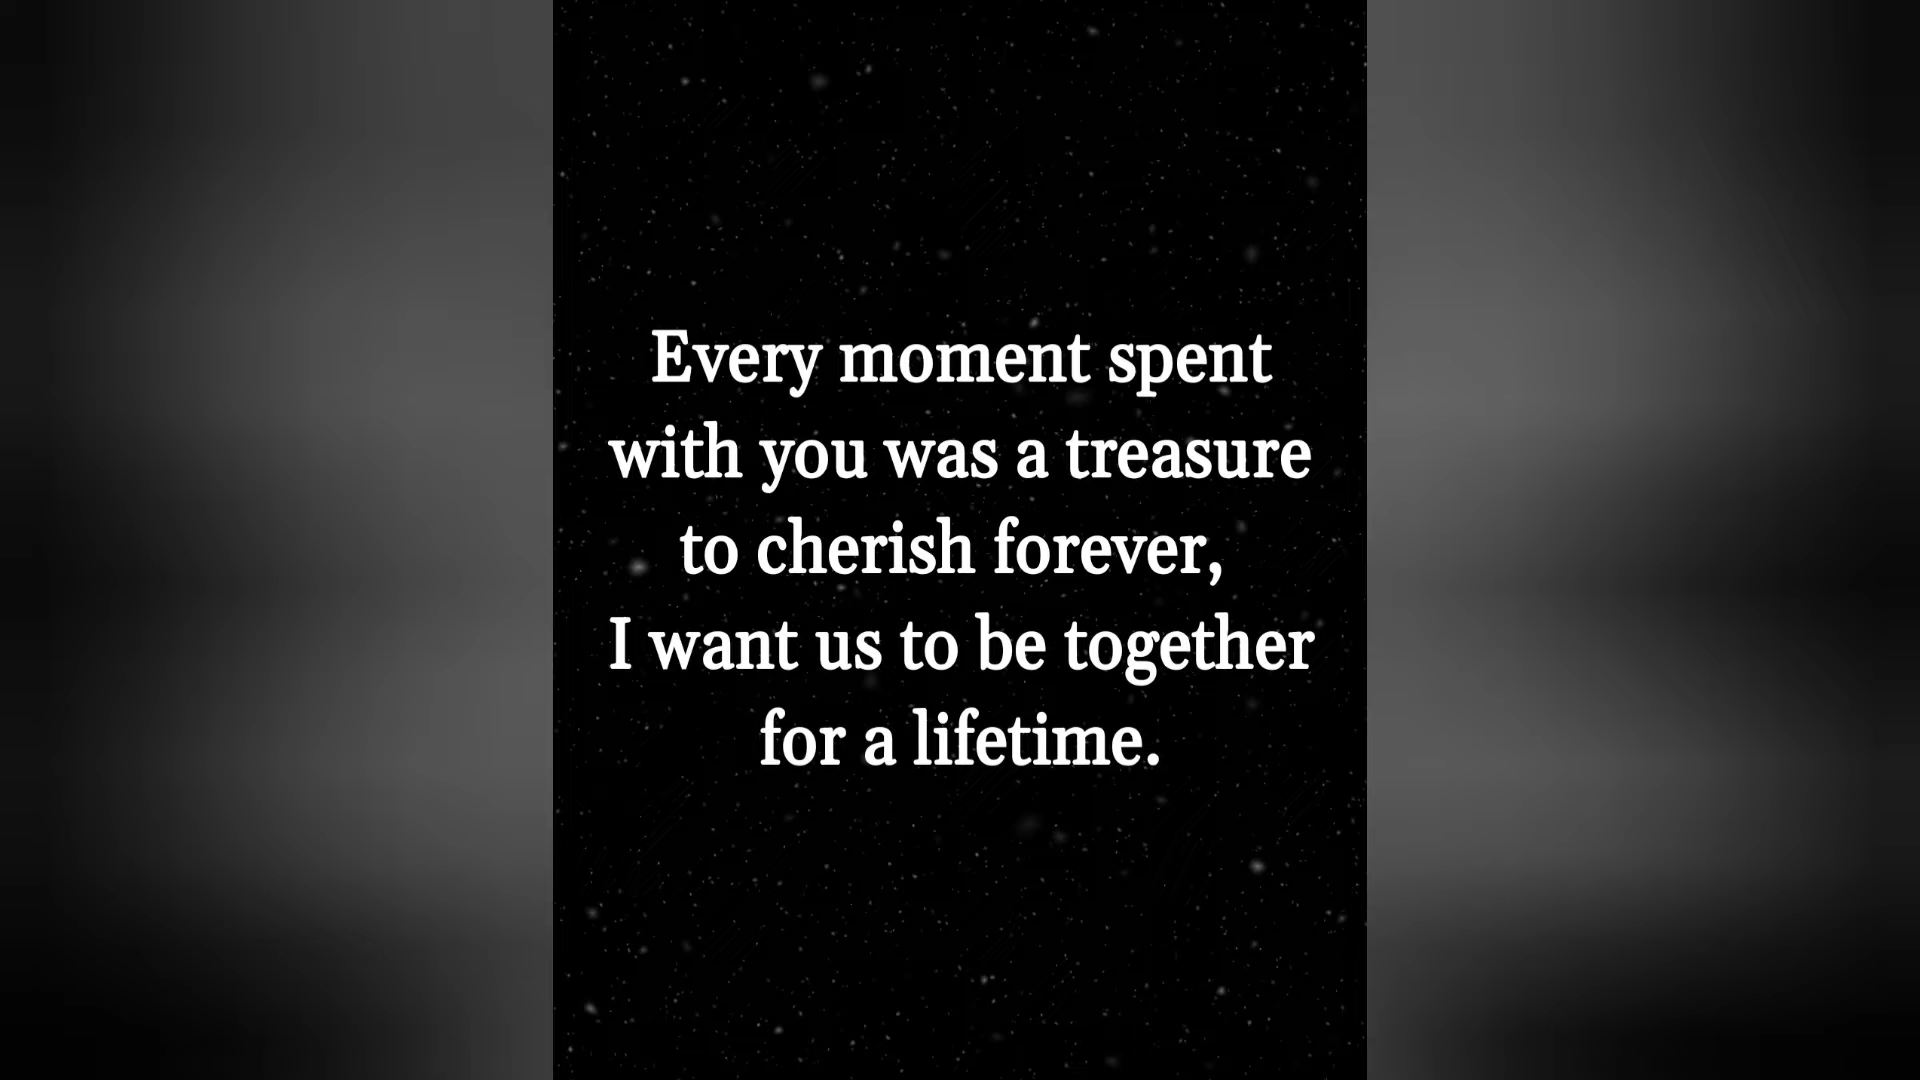 Every moment spent
with you was a treasure
to cherish forever,
I want us to be together
for a lifetime.